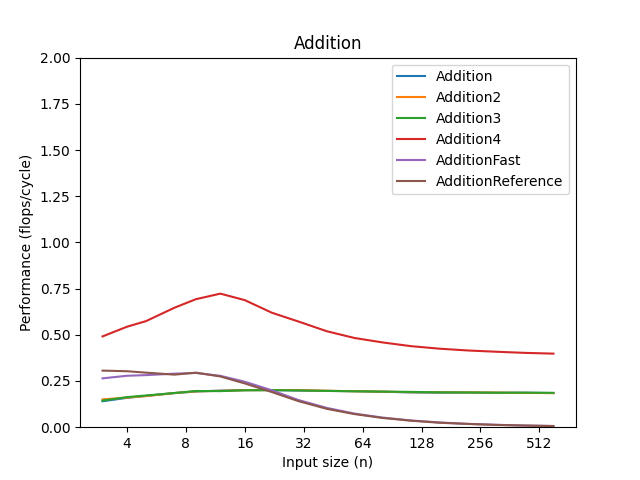 Addition
2.00
1.75
1.50
1.25
1.00
0.75
0.50
0.25
0.00
Performance (flops/cycle)
Addition
Addition2
Addition3
Addition4
AdditionFast
AdditionReference
4 8 16 32 64 128 256 512
Input size (n)